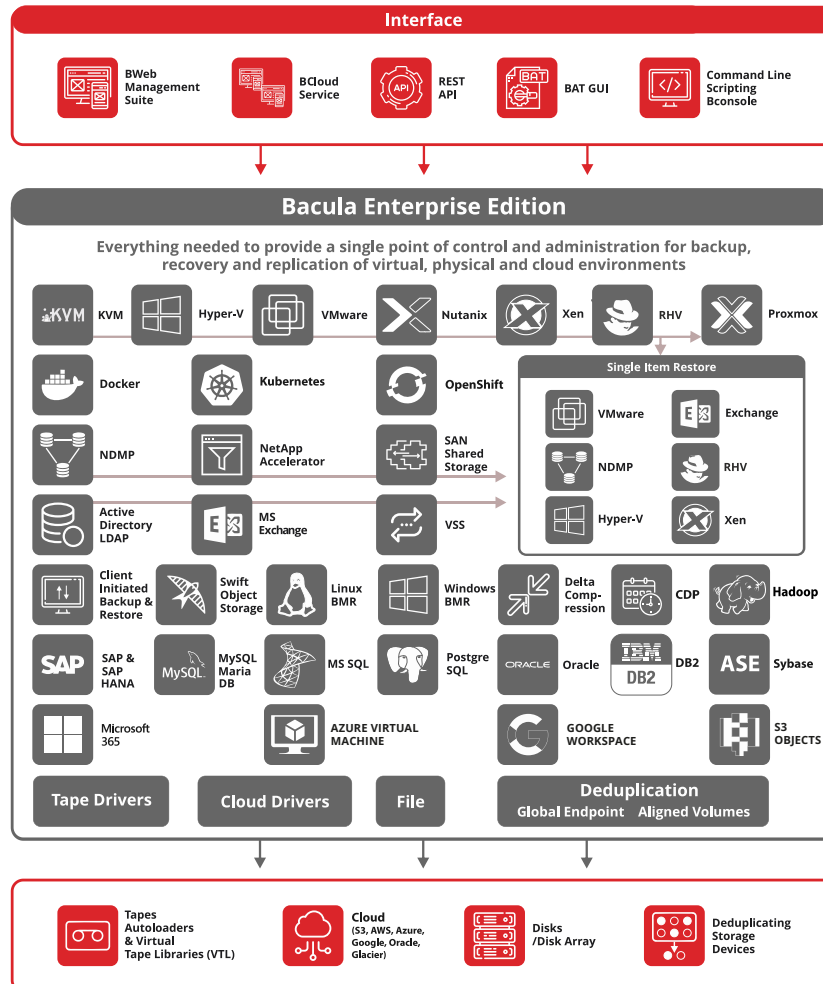 Interface
BWeb
Management
Suite
BCloud
Service
API
REST
API
BAT
BAT GUI
</>
Command Line
Scripting
Bconsole
Bacula Enterprise Edition
Everything needed to provide a single point of control and administration for backup,
recovery and replication of virtual, physical and cloud environments
KVM
KVM
Hyper-V
VMware
Nutanix
Xen
RHV
Proxmox
Docker
Kubernetes
OpenShift
NDMP
NetApp
Accelerator
SAN
Shared
Storage
Active
Directory
LDAP
E
MS
Exchange
VSS
Single Item Restore
VMware
E
Exchange
NDMP
RHV
Hyper-V
Xen
Client
Initiated
Backup &
Restore
Swift
Object
Storage
Linux
BMR
Windows
BMR
Delta
Comp-
ression
CDP
Hadoop
SAP
SAP &
SAP
HANA
MySQL
MySQL
Maria
DB
MS SQL
Postgre
SQL
ORACLE
Oracle
IBM
DB2
DB2
ASE
Sybase
Microsoft
365
AZURE VIRTUAL
MACHINE
G
GOOGLE
WORKSPACE
S3
OBJECTS
Tape Drivers
Cloud Drivers
File
Deduplication
Global Endpoint Aligned Volumes
Tapes
Autoloaders
& Virtual
Tape Libraries (VTL)
Cloud
(S3, AWS, Azure,
Google, Oracle,
Glacier)
Disks
/Disk Array
Deduplicating
Storage
Devices